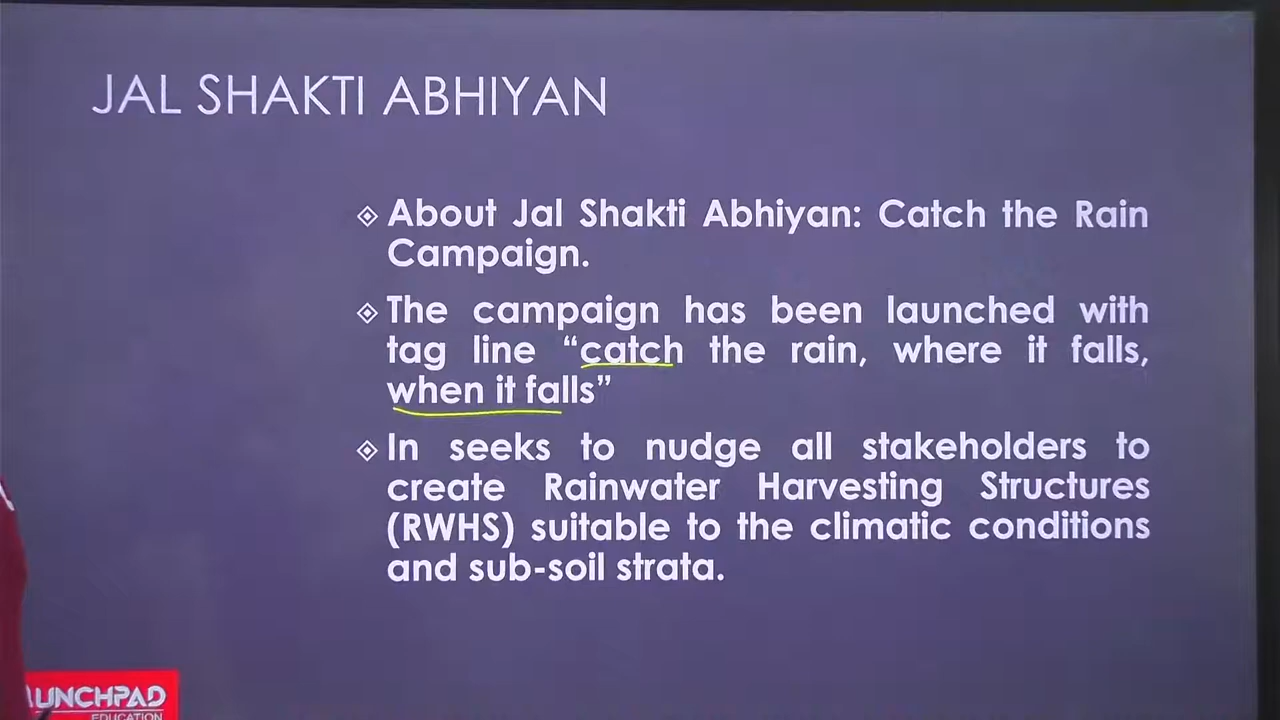 JAL SHAKTI ABHIYAN
About Jal Shakti Abhiyan: Catch the Rain
Campaign.
The campaign has been launched with
tag line “catch the rain, where it falls,
when it falls”
In seeks to nudge all stakeholders to
create Rainwater Harvesting Structures
(RWHS) suitable to the climatic conditions
and sub-soil strata.
AUNCHPAD
EDUCATION